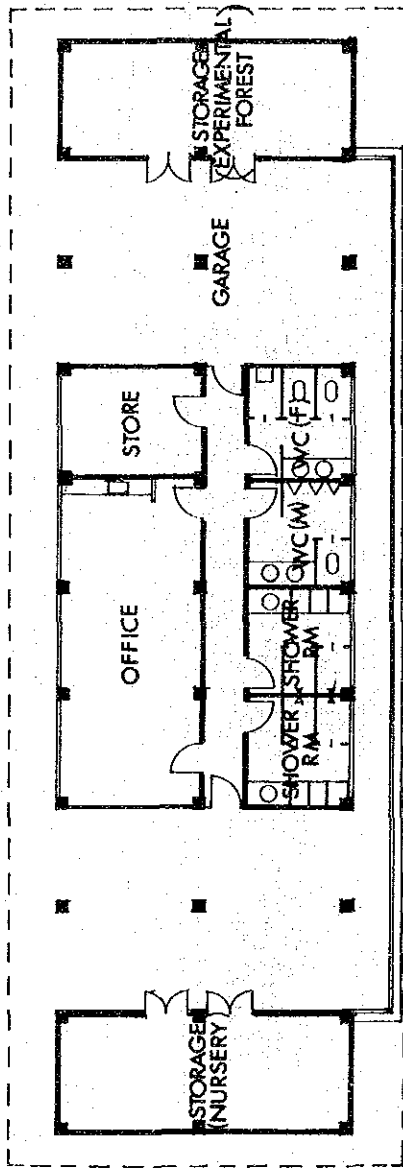 STORAGE
(NURSERY
OFFICE
STORE
SHOWER
RM
SHOWER
RM
WC(M)
WC(F)
GARAGE
STORAGE
(EXPERIMENTAL)
FOREST